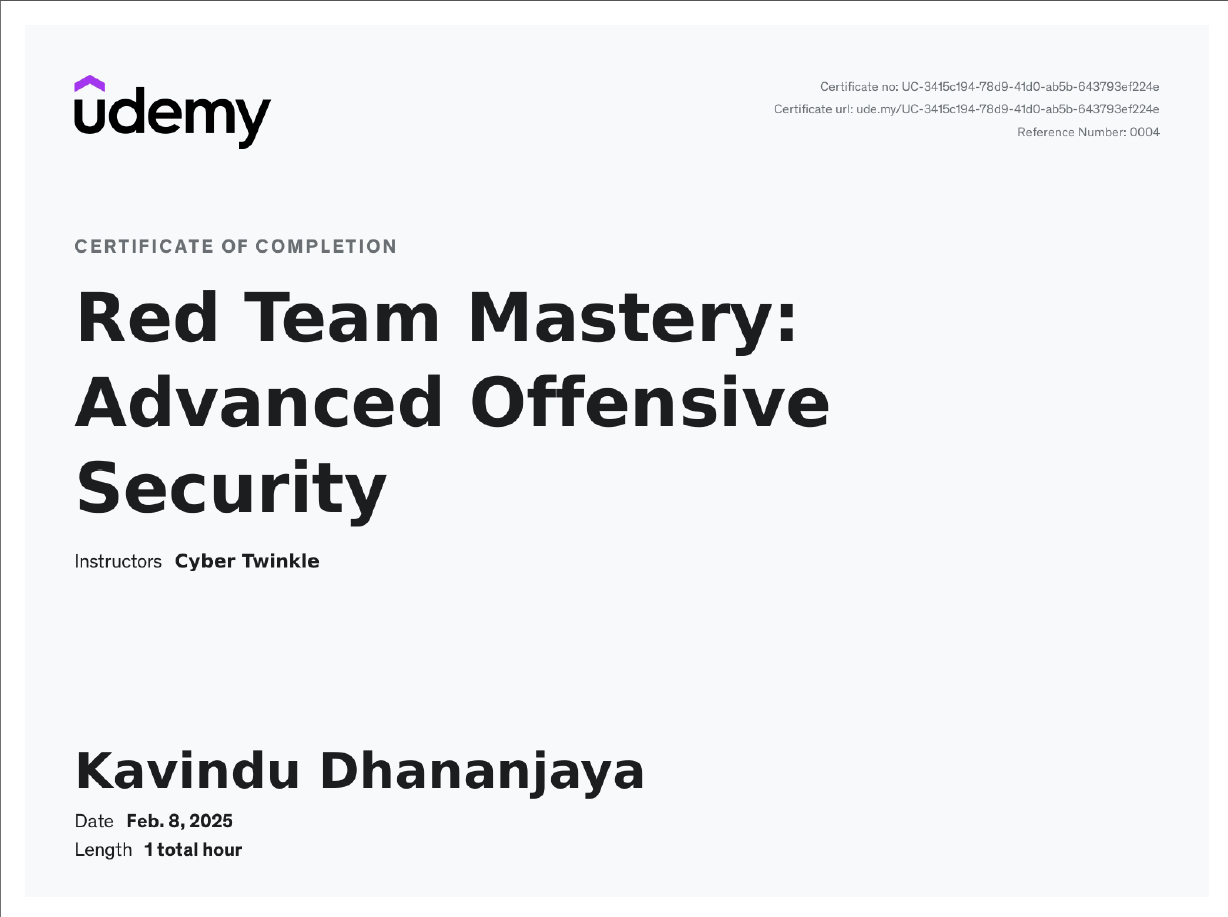 udemy
Certificate no: UC-3415c194-78d9-41d0-ab5b-643793ef224e
Certificate url: ude.my/UC-3415c194-78d9-41d0-ab5b-643793ef224e
Reference Number: 0004
CERTIFICATE OF COMPLETION
Red Team Mastery:
Advanced Offensive
Security
Instructors Cyber Twinkle
Kavindu Dhananjaya
Date Feb. 8, 2025
Length 1 total hour